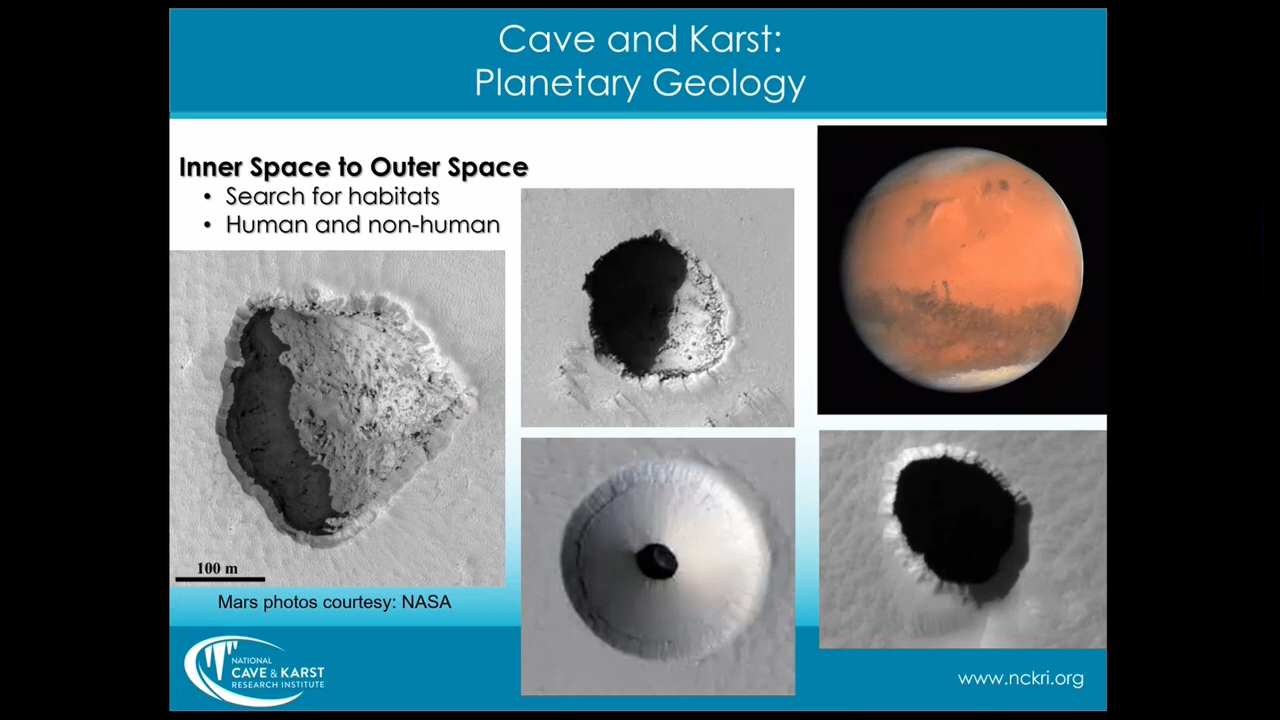 Cave and Karst:
Planetary Geology
Inner Space to Outer Space
• Search for habitats
• Human and non-human
100 m
Mars photos courtesy: NASA
NATIONAL
CAVE & KARST
RESEARCH INSTITUTE
www.nckri.org